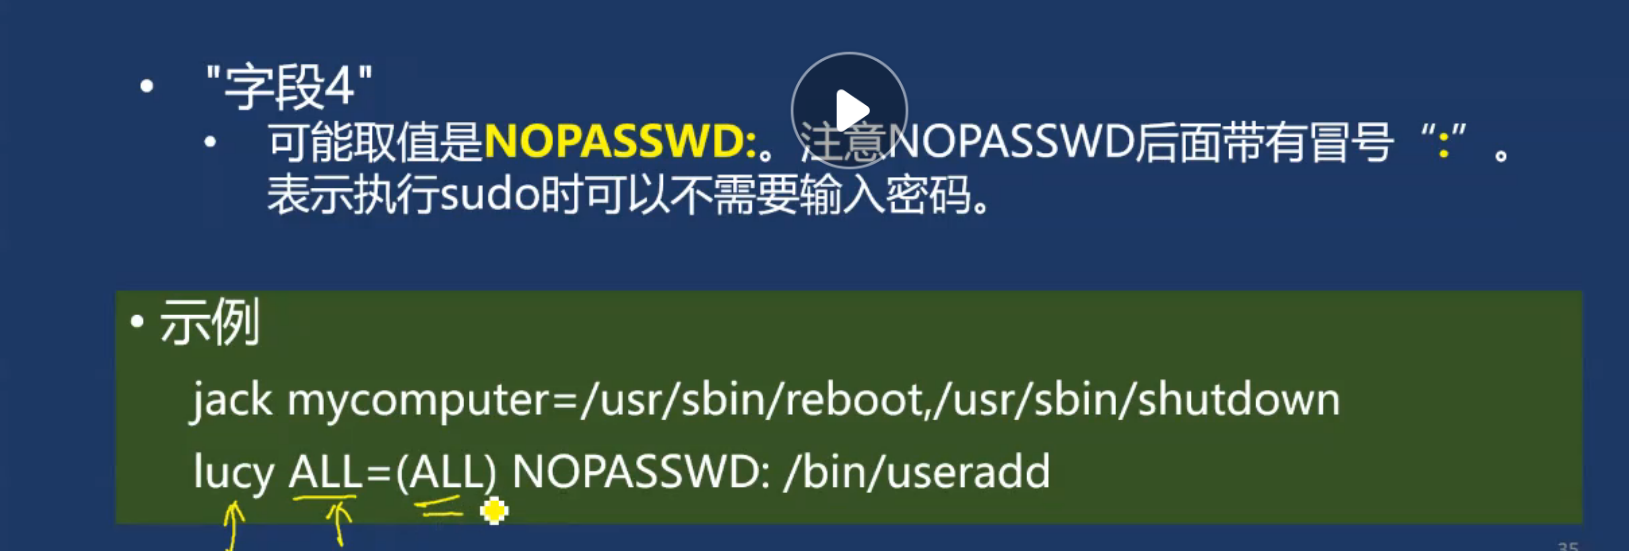 • "字段4"
• 可能取值是NOPASSWD:。注意NOPASSWD后面带有冒号“:”。
表示执行sudo时可以不需要输入密码。
• 示例
jack mycomputer=/usr/sbin/reboot,/usr/sbin/shutdown
lucy ALL=(ALL) NOPASSWD: /bin/useradd
35